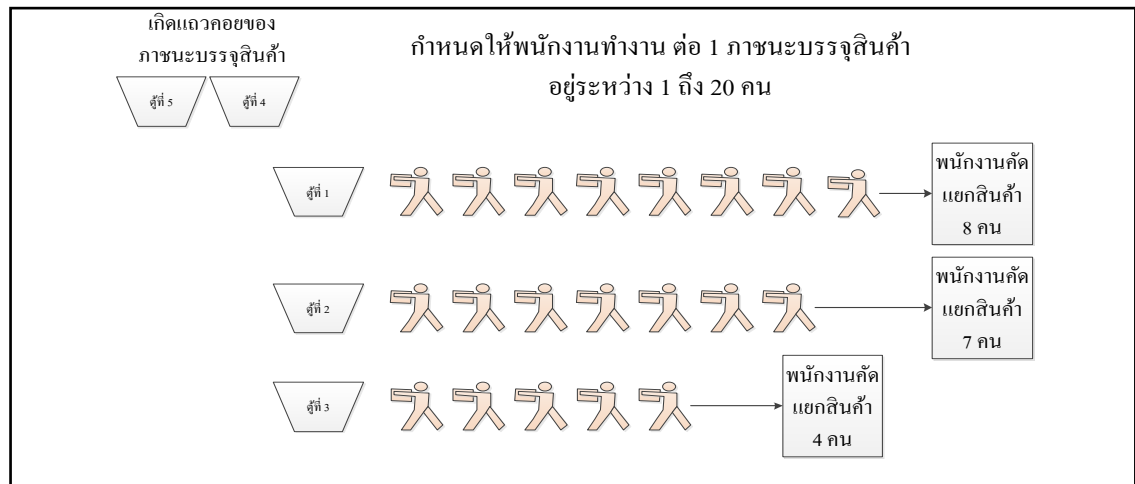 เกิดแถวคอยของ
ภาชนะบรรจุสินค้า
กำหนดให้พนักงานทำงาน ต่อ 1 ภาชนะบรรจุสินค้า
อยู่ระหว่าง 1 ถึง 20 คน
ตู้ที่ 5
ตู้ที่ 4
ตู้ที่ 1
พนักงานคัด
แยกสินค้า
8 คน
ตู้ที่ 2
พนักงานคัด
แยกสินค้า
7 คน
ตู้ที่ 3
พนักงานคัด
แยกสินค้า
4 คน